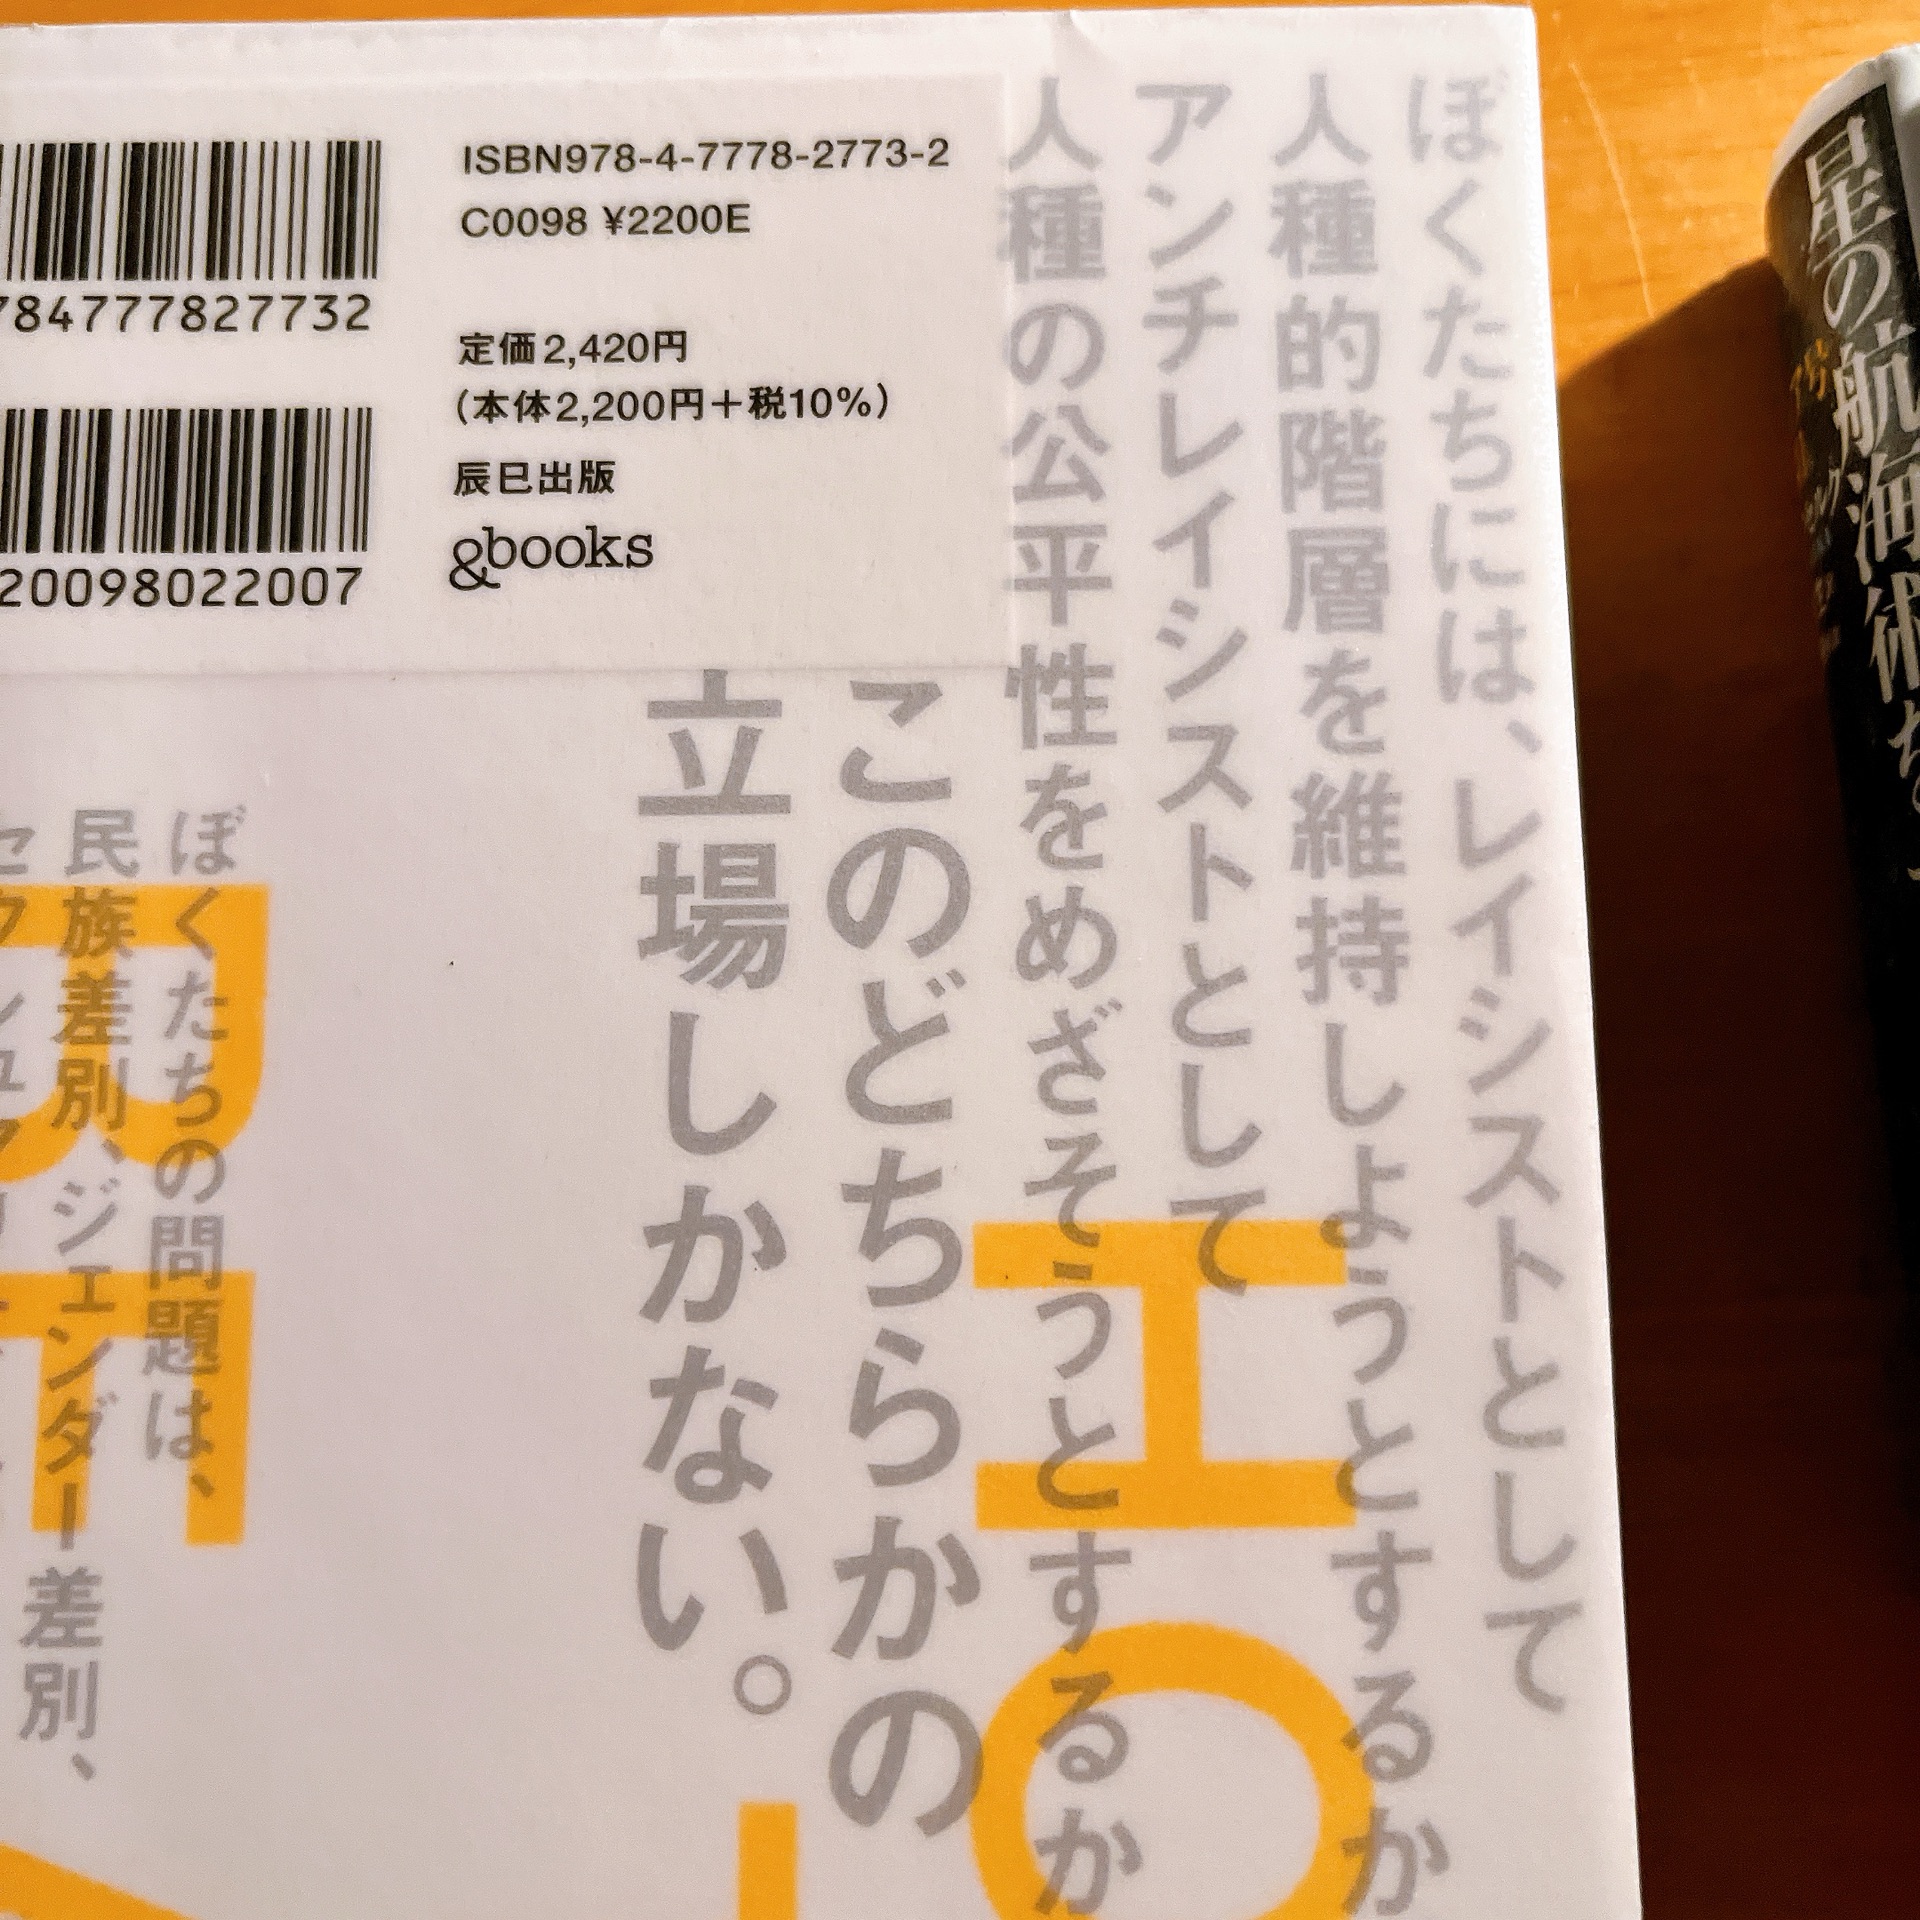 ISBN978-4-7778-2773-2
C0098 ¥2200E
784777827732
定価2,420円
(本体2,200円+税10%)
辰巳出版
&books
20098022007
ぼくたちには、レイシストとして
人種的階層を維持しようとするか
アンチレイシストとして
人種の公平性をめざそうとするか
このどちらかの
立場しかない。
ぼくたちの問題は、
民族差別、ジェンダー差別、
HO
星の航海術を